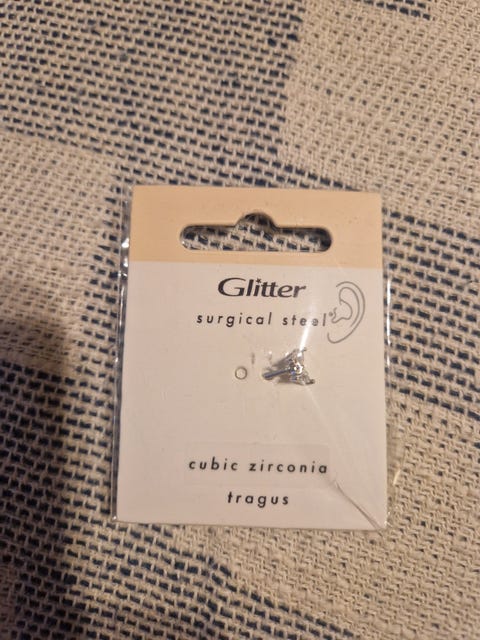 Glitter
surgical steel
cubic zirconia
tragus